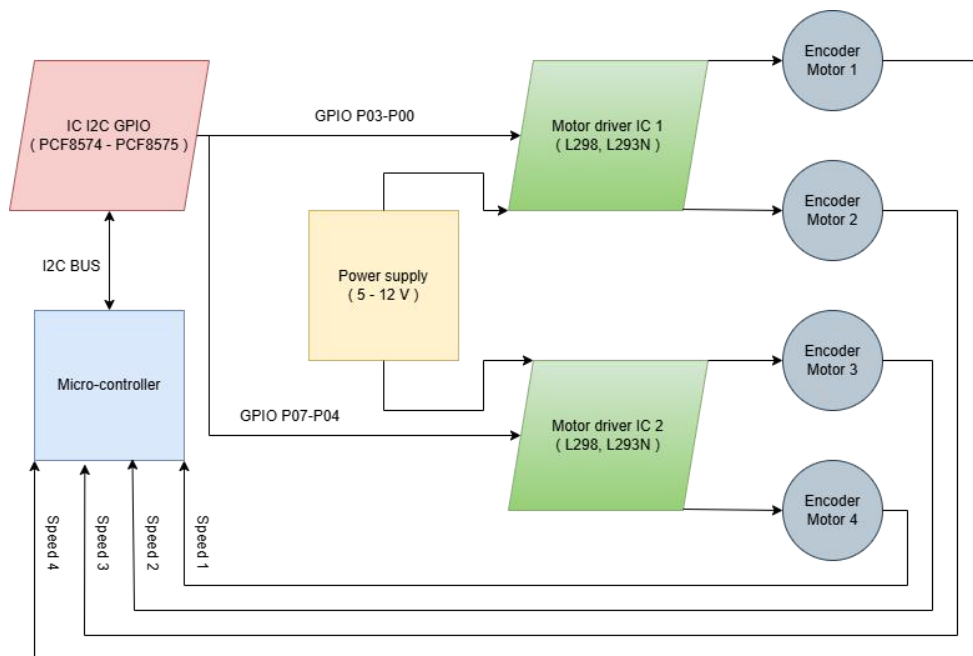 Encoder
Motor 1
IC I2C GPIO
( PCF8574 - PCF8575 )
GPIO P03-P00
Motor driver IC 1
( L298, L293N )
Encoder
Motor 2
I2C BUS
Power supply
( 5 - 12 V )
Micro-controller
Encoder
Motor 3
GPIO P07-P04
Motor driver IC 2
( L298, L293N )
Encoder
Motor 4
Speed 4
Speed 3
Speed 2
Speed 1